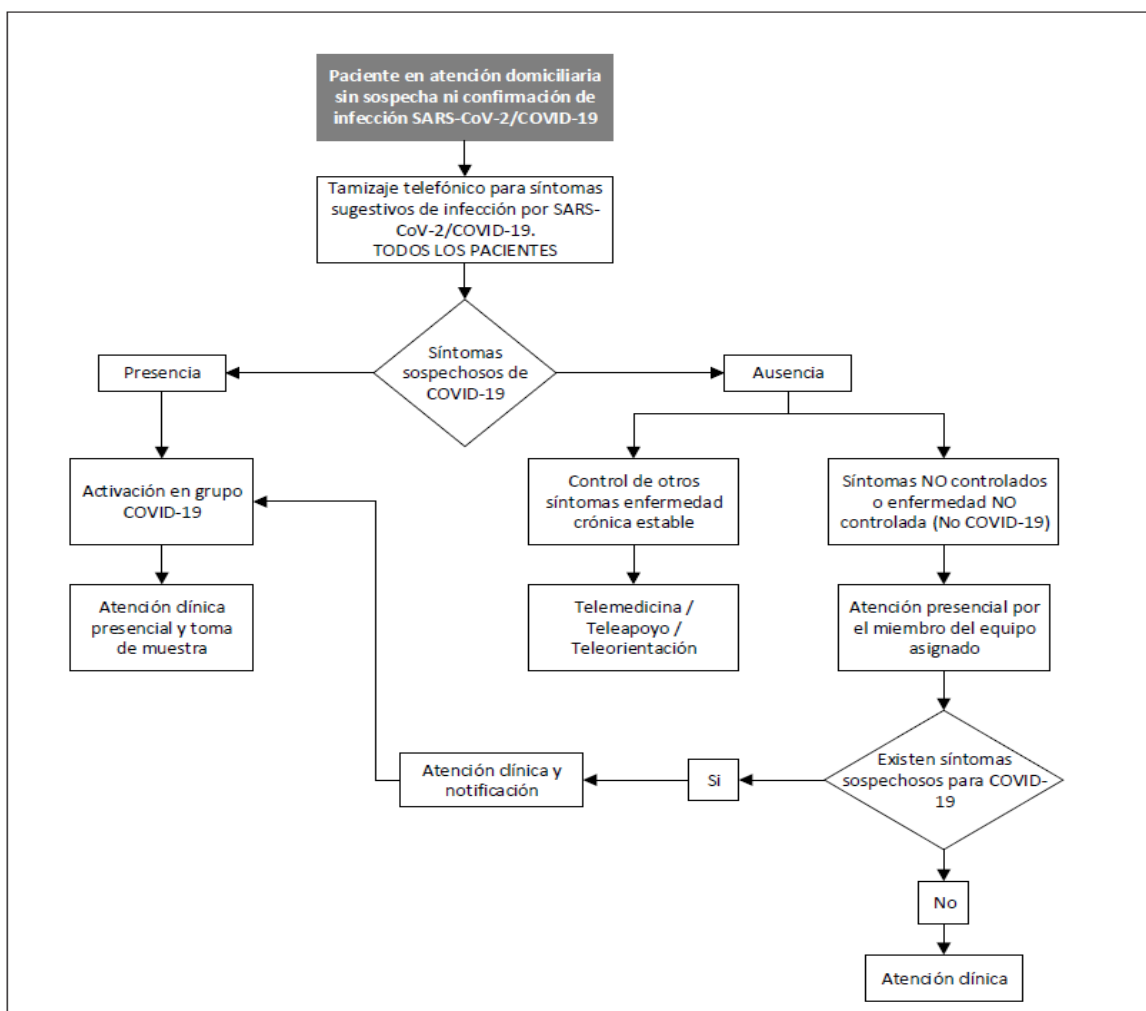 Paciente en atención domiciliaria
sin sospecha ni confirmación de
infección SARS-CoV-2/COVID-19
Tamizaje telefónico para síntomas
sugestivos de infección por SARS-
CoV-2/COVID-19.
TODOS LOS PACIENTES
Síntomas
sospechosos de
COVID-19
Presencia
Ausencia
Activación en grupo
COVID-19
Control de otros
síntomas enfermedad
crónica estable
Síntomas NO controlados
o enfermedad NO
controlada (No COVID-19)
Atención clínica
presencial y toma
de muestra
Telemedicina /
Teleapoyo /
Teleorientación
Atención presencial por
el miembro del equipo
asignado
Existen síntomas
sospechosos para COVID-
19
Si
Atención clínica y
notificación
No
Atención clínica